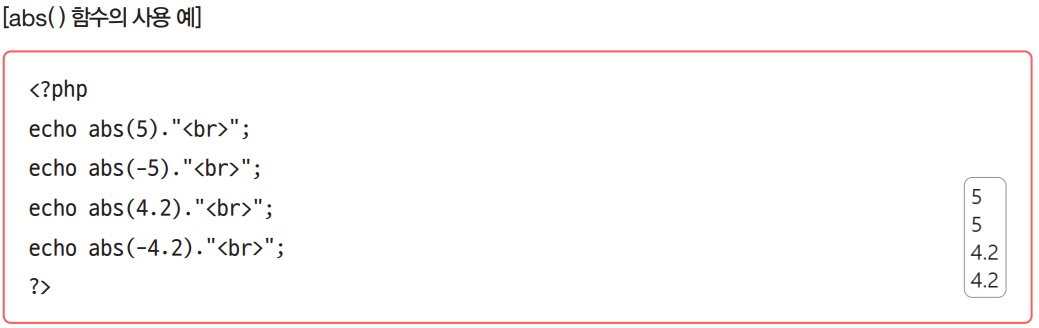 [abs( ) 함수의 사용 예]
<?php
echo abs(5)."<br>";
echo abs(-5)."<br>";
echo abs(4.2)."<br>";
echo abs(-4.2)."<br>";
?>
5
5
4.2
4.2